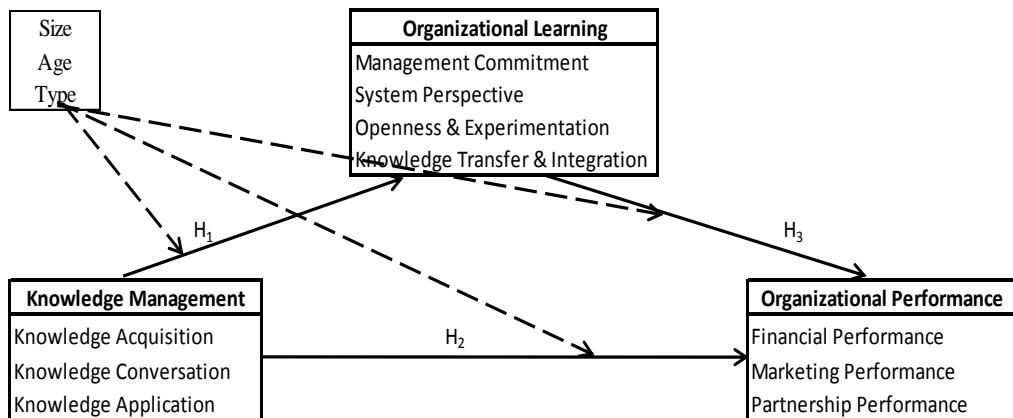 Size
Age
Type
Organizational Learning
Management Commitment
System Perspective
Openness & Experimentation
Knowledge Transfer & Integration
H1
H3
Knowledge Management
Knowledge Acquisition
Knowledge Conversation
Knowledge Application
H2
Organizational Performance
Financial Performance
Marketing Performance
Partnership Performance